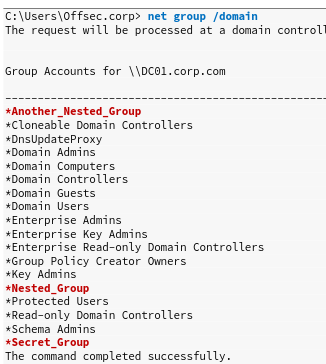 C:\Users\Offsec.corp> net group /domain
The request will be processed at a domain controll
Group Accounts for \\DC01.corp.com
-----------------------------------------------
*Another_Nested_Group
*Cloneable Domain Controllers
*DnsUpdateProxy
*Domain Admins
*Domain Computers
*Domain Controllers
*Domain Guests
*Domain Users
*Enterprise Admins
*Enterprise Key Admins
*Enterprise Read-only Domain Controllers
*Group Policy Creator Owners
*Key Admins
*Nested_Group
*Protected Users
*Read-only Domain Controllers
*Schema Admins
*Secret_Group
The command completed successfully.